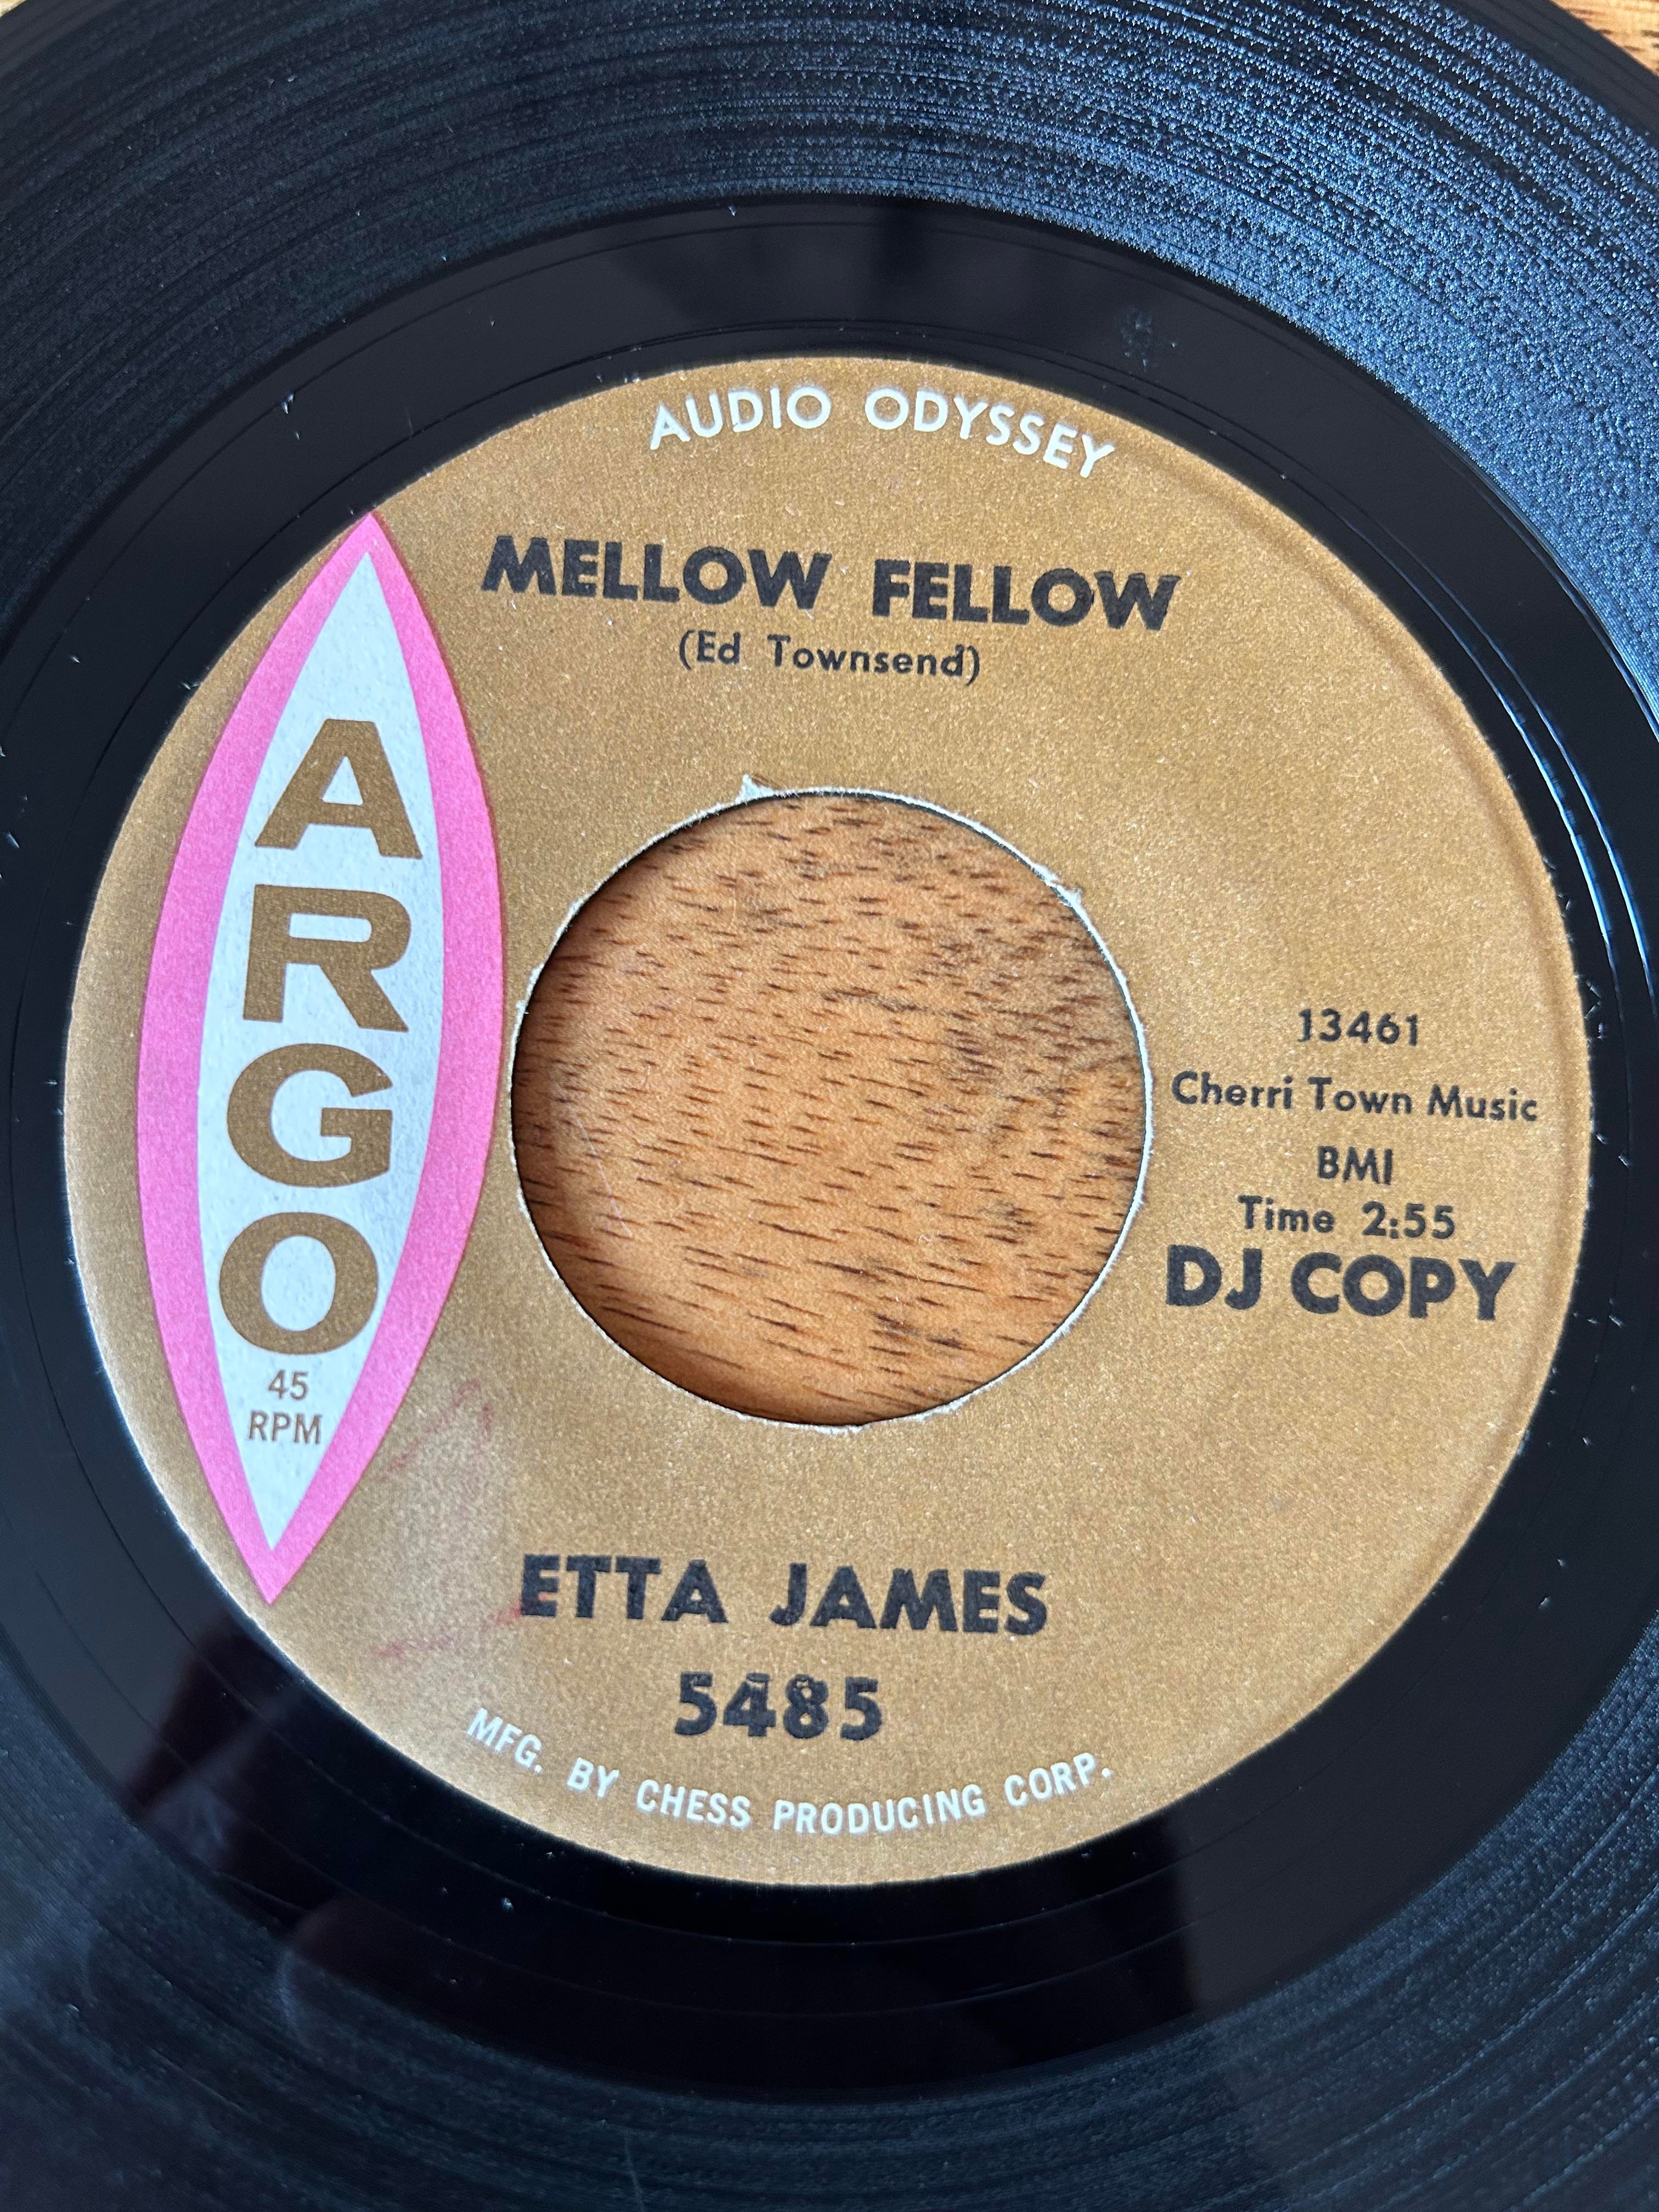 AUDIO ODYSSEY
MELLOW FELLOW
(Ed Townsend)
ARGO
45
RPM
13461
Cherri Town Music
BMI
Time 2:55
DJ COPY
ETTA JAMES
5485
MFG. BY CHESS PRODUCING CORP.